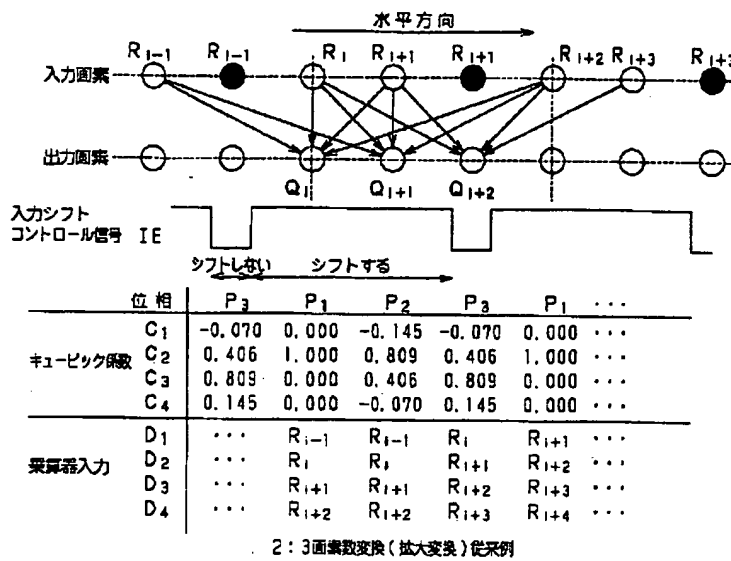 水平方向
R i-1 R i-1 R i R i+1 R i+1 R i+2 R i+3 R i+3
入力画素
出力画素
Q i Q i+1 Q i+2
入力シフト
コントロール信号 IE
シフトしない シフトする
位相 P3 P1 P2 P3 P1 ・・・
C1 -0.070 0.000 -0.145 -0.070 0.000 ・・・
キュービック係数 C2 0.406 1.000 0.809 0.406 1.000 ・・・
C3 0.809 0.000 0.406 0.809 0.000 ・・・
C4 0.145 0.000 -0.070 0.145 0.000 ・・・
D1 ・・・ R i-1 R i-1 R i R i+1 ・・・
乗算器入力 D2 ・・・ R i R i R i+1 R i+2 ・・・
D3 ・・・ R i+1 R i+1 R i+2 R i+3 ・・・
D4 ・・・ R i+2 R i+2 R i+3 R i+4 ・・・
2：3画素数変換（拡大変換）従来例